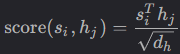 score(s_i, h_j) = \frac{s_i^T h_j}{\sqrt{d_h}}